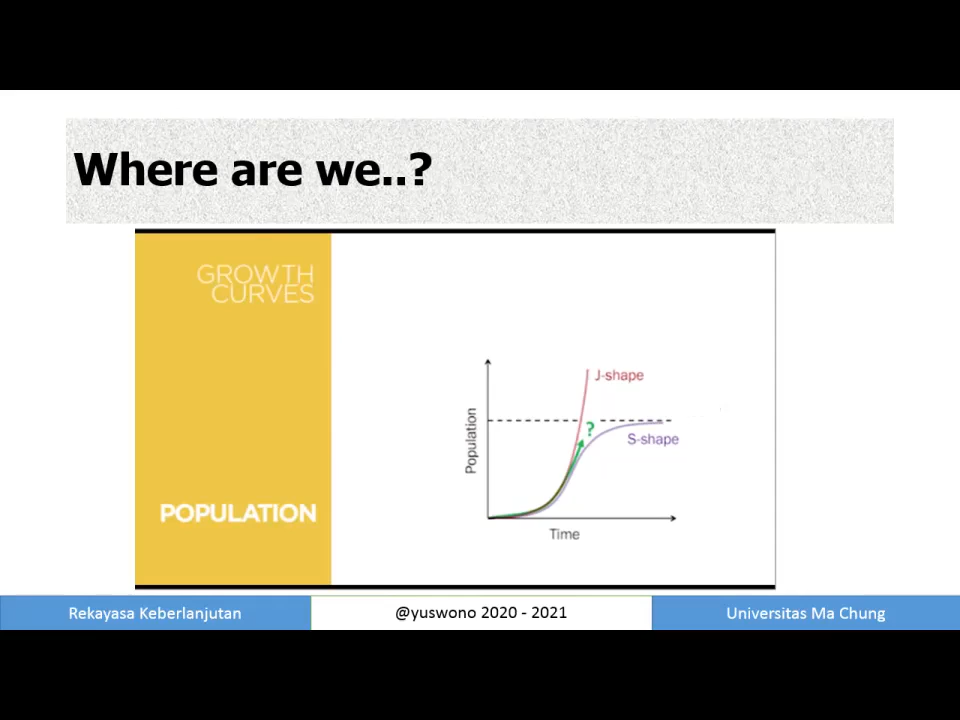 Where are we..?
GROWTH
CURVES
POPULATION
Population
J-shape
?
S-shape
Time
Rekayasa Keberlanjutan
@yuswono 2020 - 2021
Universitas Ma Chung